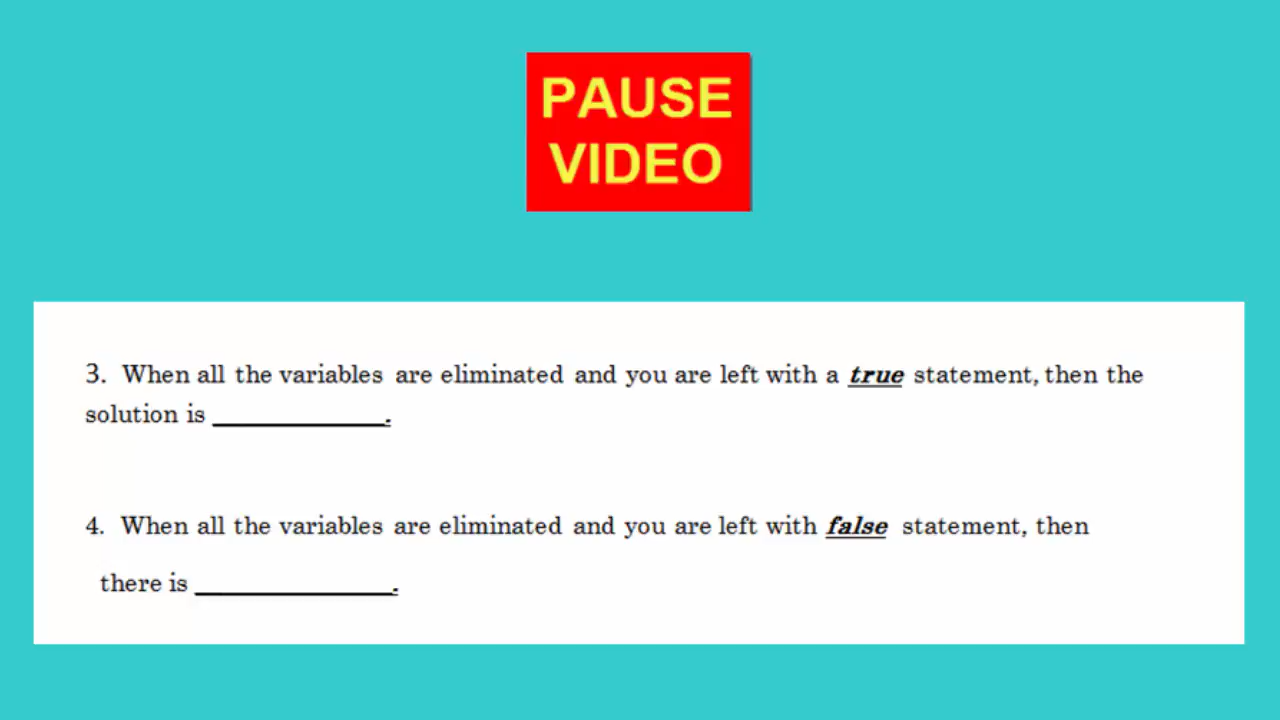 PAUSE
VIDEO
3. When all the variables are eliminated and you are left with a true statement, then the
solution is ____________.
4. When all the variables are eliminated and you are left with false statement, then
there is ______________.